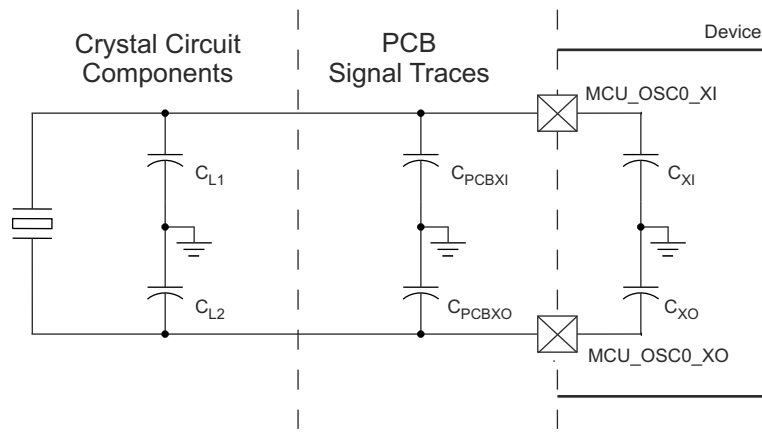 Crystal Circuit
Components
PCB
Signal Traces
Device
MCU_OSC0_XI
CL1
CPCBXI
CXI
CL2
CPCBXO
CXO
MCU_OSC0_XO